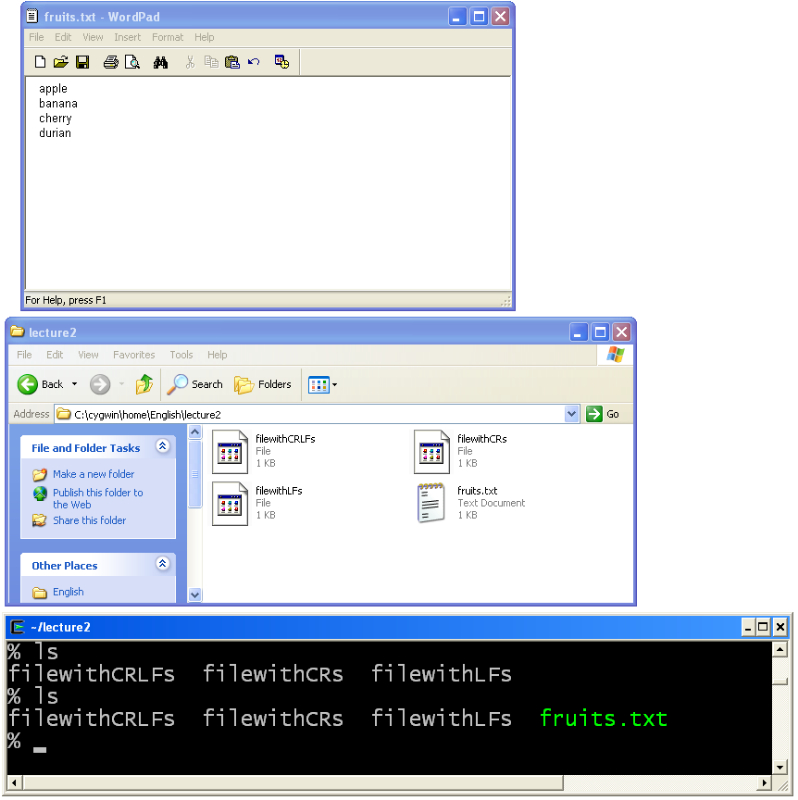 fruits.txt - WordPad
File Edit View Insert Format Help
apple
banana
cherry
durian
For Help, press F1
lecture2
File Edit View Favorites Tools Help
Back Search Folders
Address C:\cygwin\home\English\lecture2 Go
File and Folder Tasks
Make a new folder
Publish this folder to
the Web
Share this folder
Other Places
English
filewithCRLFs
File
1 KB
filewithCRs
File
1 KB
filewithLFs
File
1 KB
fruits.txt
Text Document
1 KB
~/lecture2
% ls
filewithCRLFs filewithCRs filewithLFs
% ls
filewithCRLFs filewithCRs filewithLFs fruits.txt
% _